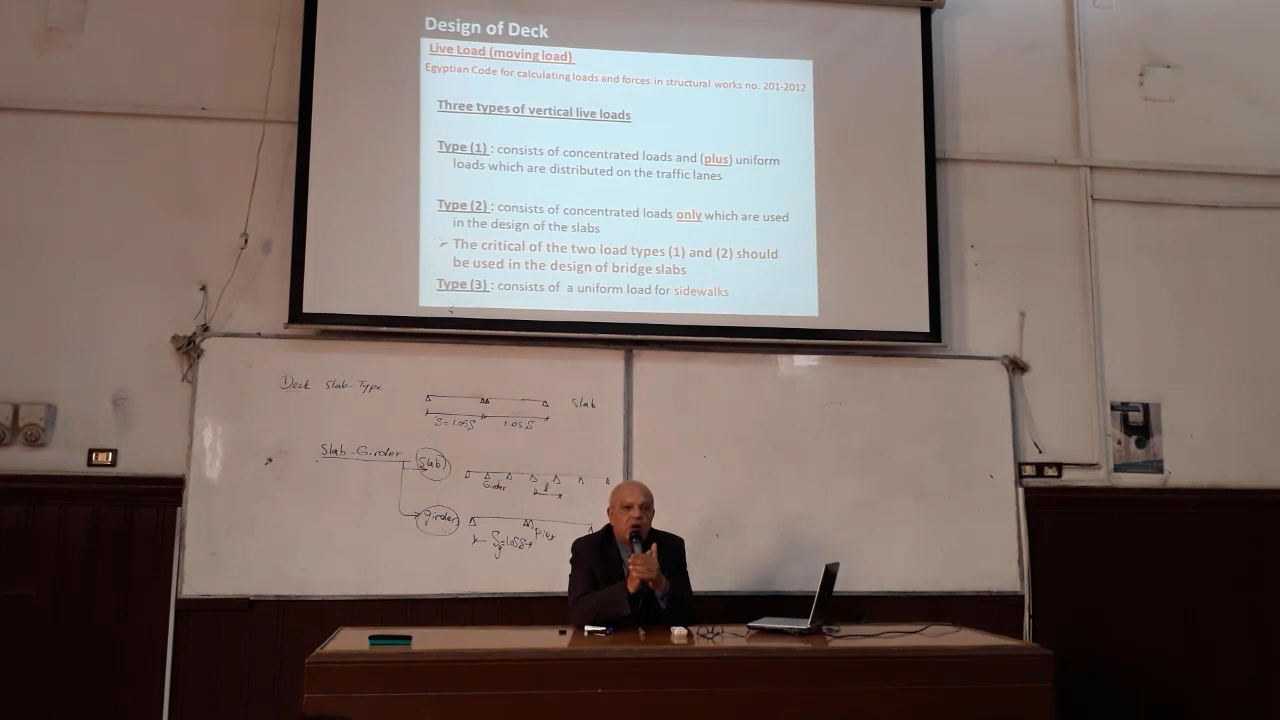 Design of Deck
Live Load (moving load)
Egyptian Code for calculating loads and forces in structural works no. 201-2012
Three types of vertical live loads
Type (1) : consists of concentrated loads and (plus) uniform
loads which are distributed on the traffic lanes
Type (2) : consists of concentrated loads only which are used
in the design of the slabs
➢ The critical of the two load types (1) and (2) should
be used in the design of bridge slabs
Type (3) : consists of a uniform load for sidewalks
Deck Slab-Type
Slab
S=1.05S 1.05S
Slab-Girder
Slab
Girder
girder
Pier